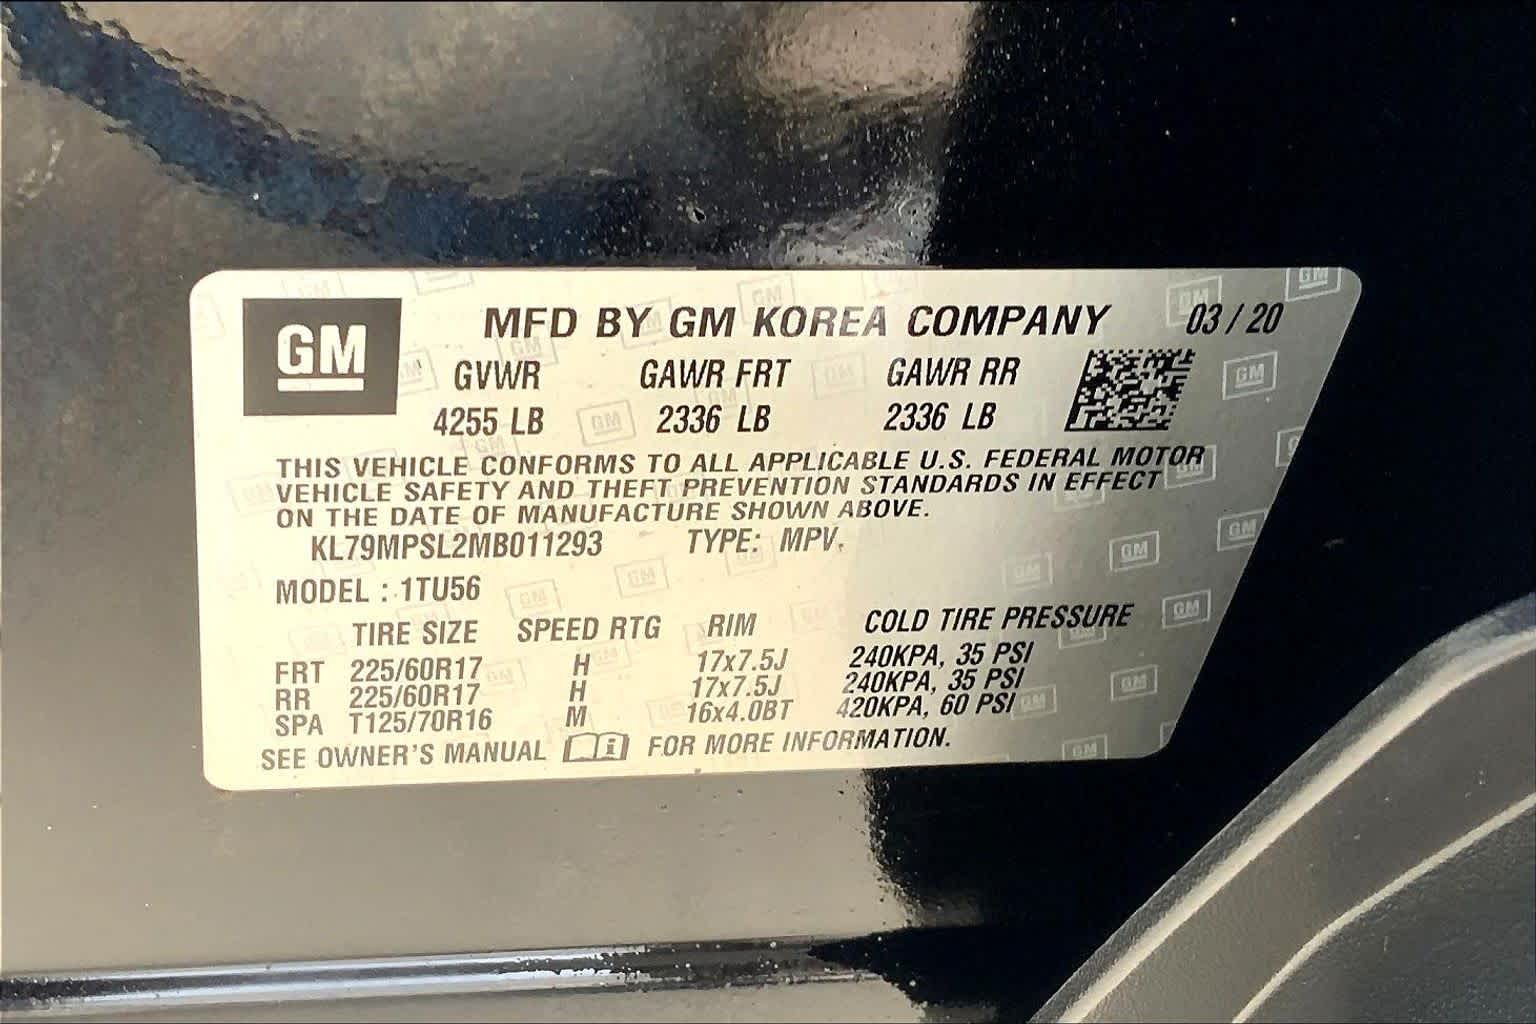 GM MFD BY GM KOREA COMPANY 03/20
GVWR GAWR FRT GAWR RR
4255 LB 2336 LB 2336 LB
THIS VEHICLE CONFORMS TO ALL APPLICABLE U.S. FEDERAL MOTOR
VEHICLE SAFETY AND THEFT PREVENTION STANDARDS IN EFFECT
ON THE DATE OF MANUFACTURE SHOWN ABOVE.
KL79MPSL2MB011293 TYPE: MPV.
MODEL : 1TU56
TIRE SIZE SPEED RTG RIM COLD TIRE PRESSURE
FRT 225/60R17 H 17x7.5J 240KPA, 35 PSI
RR 225/60R17 H 17x7.5J 240KPA, 35 PSI
SPA T125/70R16 M 16x4.0BT 420KPA, 60 PSI
SEE OWNER'S MANUAL i FOR MORE INFORMATION.